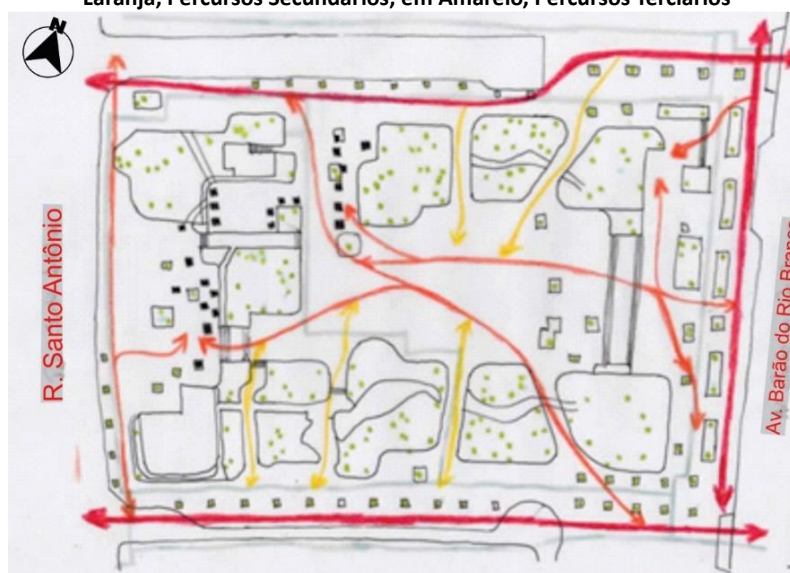 Laranja, Percursos Secundários; em Amarelo, Percursos Terciários
R. Santo Antônio
Av. Barão do Rio Branco